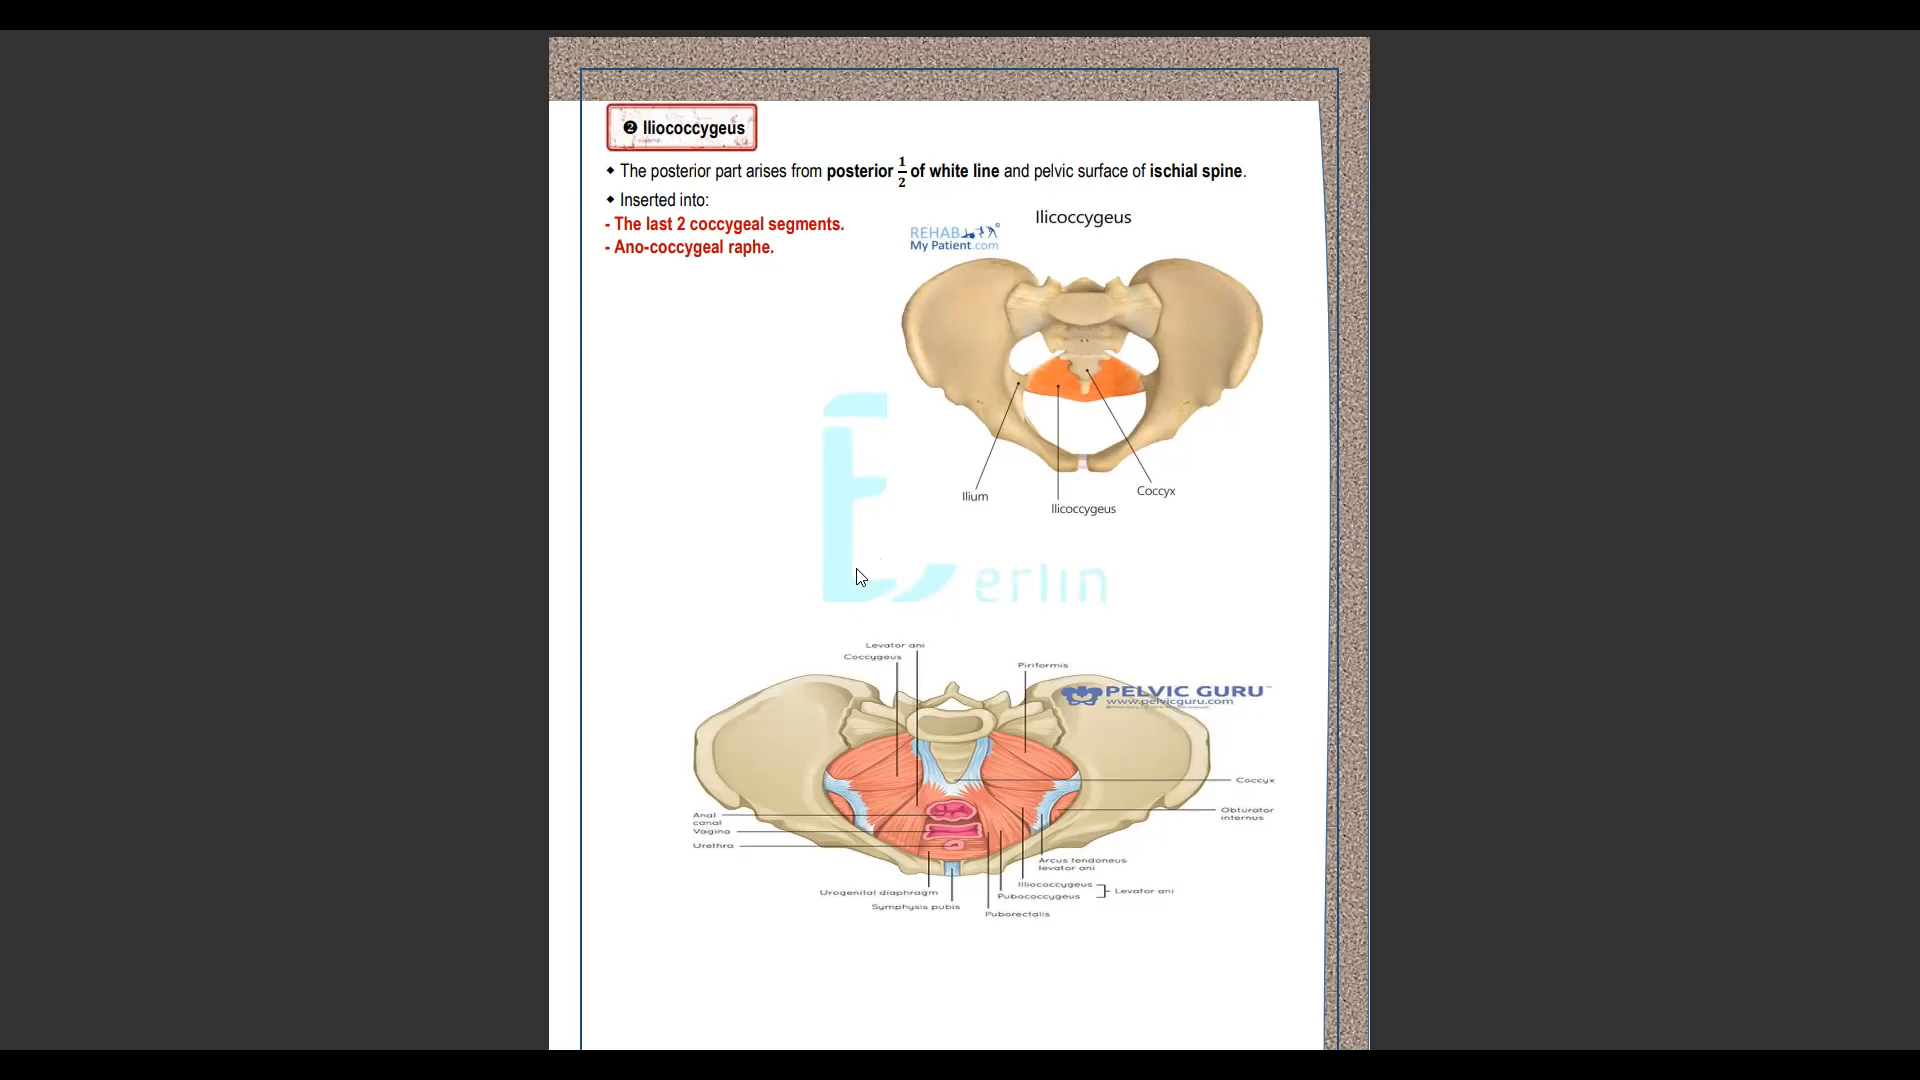 ❷ Iliococcygeus
◆ The posterior part arises from posterior 1/2 of white line and pelvic surface of ischial spine.
◆ Inserted into:
- The last 2 coccygeal segments.
- Ano-coccygeal raphe.
Ilicoccygeus
REHAB
My Patient.com
Ilium
Coccyx
Ilicoccygeus
erlin
Levator ani
Coccygeus
Piriformis
PELVIC GURU™
www.pelvicguru.com
Coccyx
Obturator
internus
Anal
canal
Vagina
Urethra
Arcus tendoneus
levator ani
Illiococcygeus
Levator ani
Urogenital diaphragm
Pubococcygeus
Symphysis pubis
Puborectalis